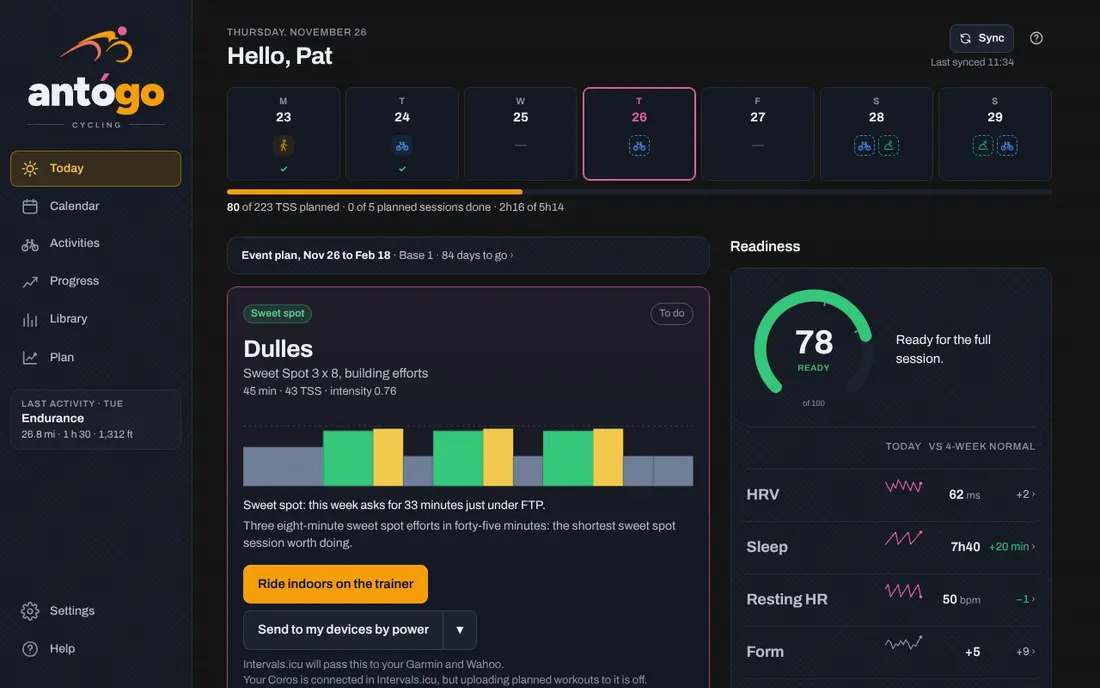 antógo
CYCLING
Today
Calendar
Activities
Progress
Library
Plan
LAST ACTIVITY · TUE
Endurance
26.8 mi · 1 h 30 · 1,312 ft
Settings
Help
THURSDAY, NOVEMBER 26
Hello, Pat
Sync
Last synced 11:34
M
23
T
24
W
25
—
T
26
F
27
—
S
28
S
29
80 of 223 TSS planned · 0 of 5 planned sessions done · 2h16 of 5h14
Event plan, Nov 26 to Feb 18 · Base 1 · 84 days to go ›
Sweet spot
To do
Dulles
Sweet Spot 3 x 8, building efforts
45 min · 43 TSS · intensity 0.76
Sweet spot: this week asks for 33 minutes just under FTP.
Three eight-minute sweet spot efforts in forty-five minutes: the shortest sweet spot
session worth doing.
Ride indoors on the trainer
Send to my devices by power ▼
Intervals.icu will pass this to your Garmin and Wahoo.
Your Coros is connected in Intervals.icu, but uploading planned workouts to it is off.
Readiness
78
READY
of 100
Ready for the full
session.
TODAY VS 4-WEEK NORMAL
HRV 62 ms +2 ›
Sleep 7h40 +20 min ›
Resting HR 50 bpm −1 ›
Form +5 +9 ›